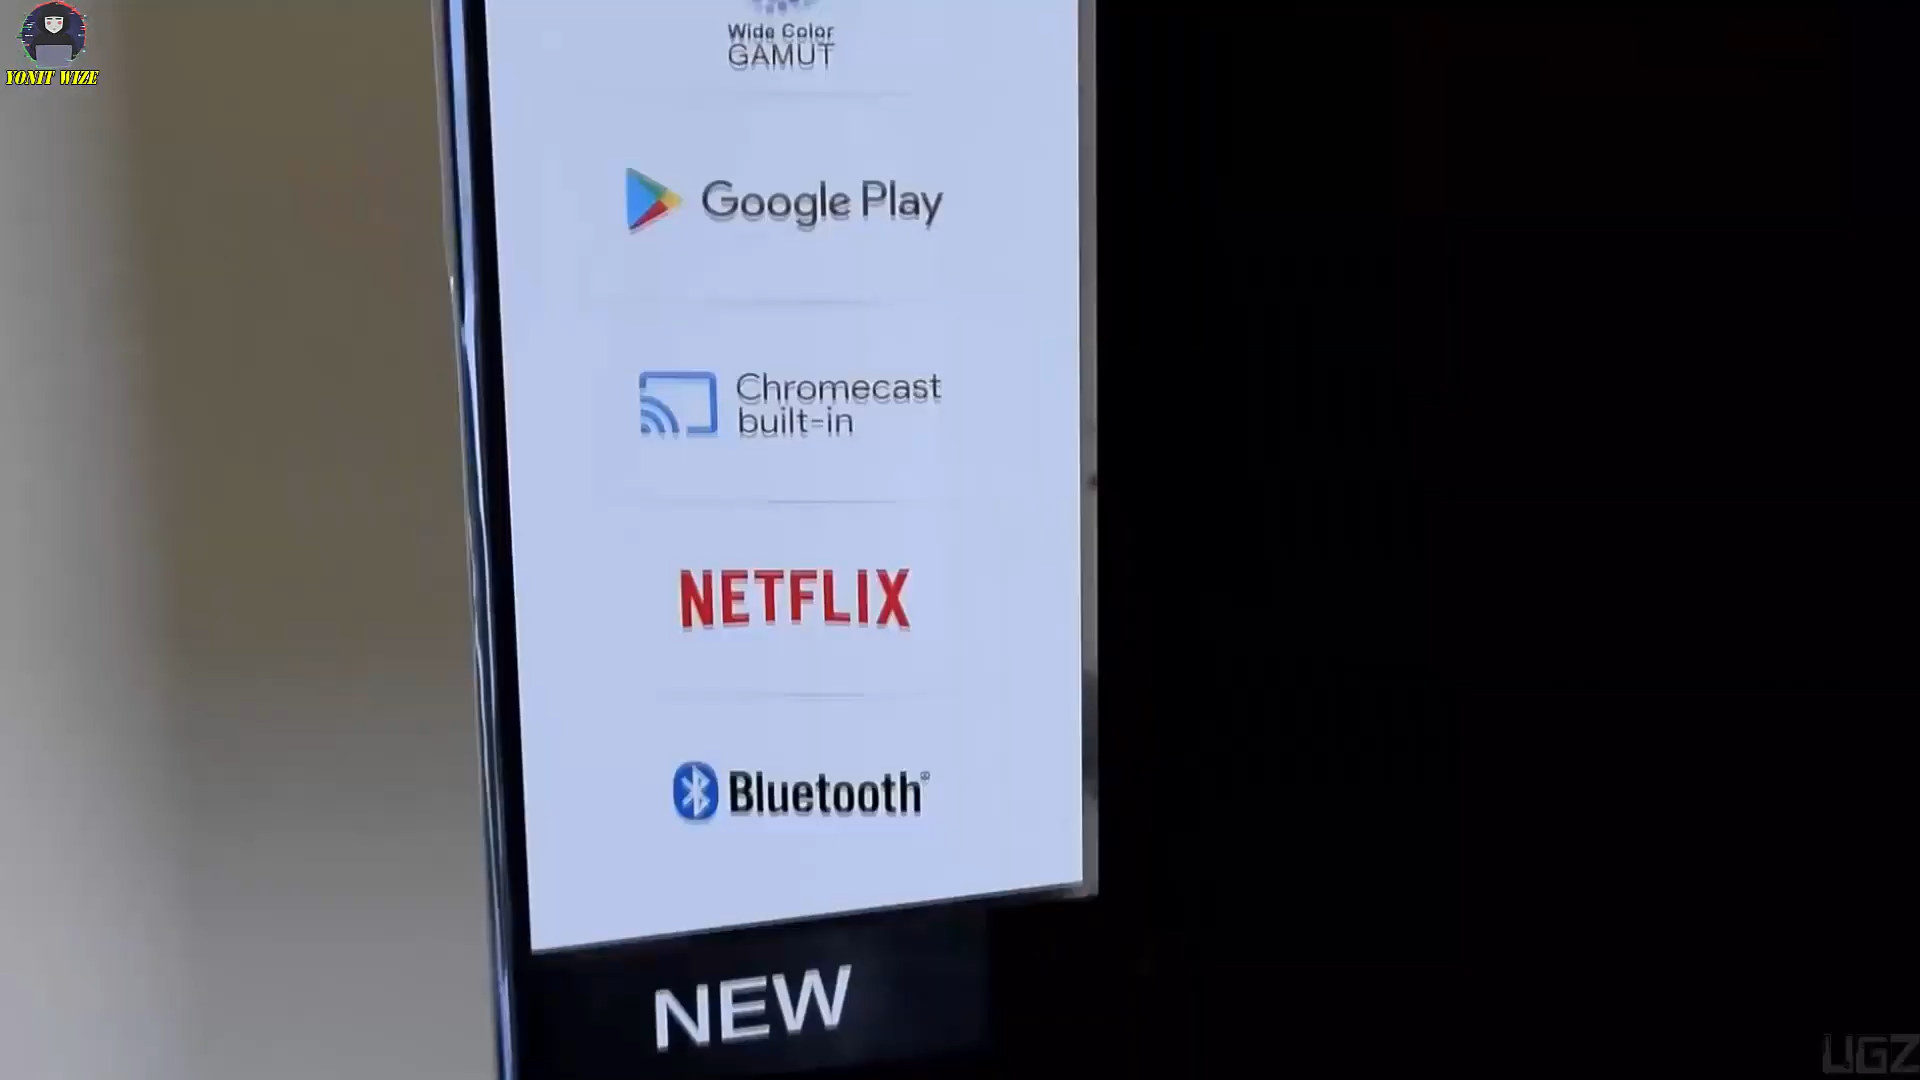 YONIT WIZE
Wide Color
GAMUT
Google Play
Chromecast
built-in
NETFLIX
Bluetooth®
NEW
UGZ